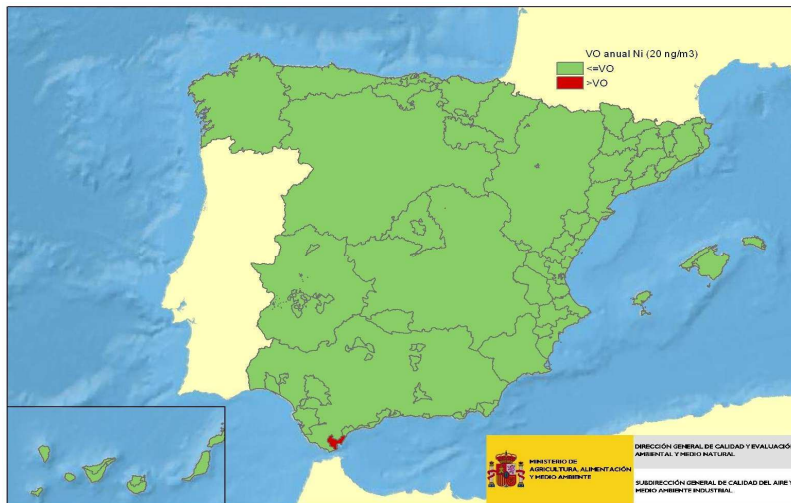 VO anual Ni (20 ng/m3)
<=VO
>VO
MINISTERIO DE
AGRICULTURA, ALIMENTACIÓN
Y MEDIO AMBIENTE
DIRECCIÓN GENERAL DE CALIDAD Y EVALUACIÓ
AMBIENTAL Y MEDIO NATURAL
SUBDIRECCIÓN GENERAL DE CALIDAD DEL AIRE Y
MEDIO AMBIENTE INDUSTRIAL